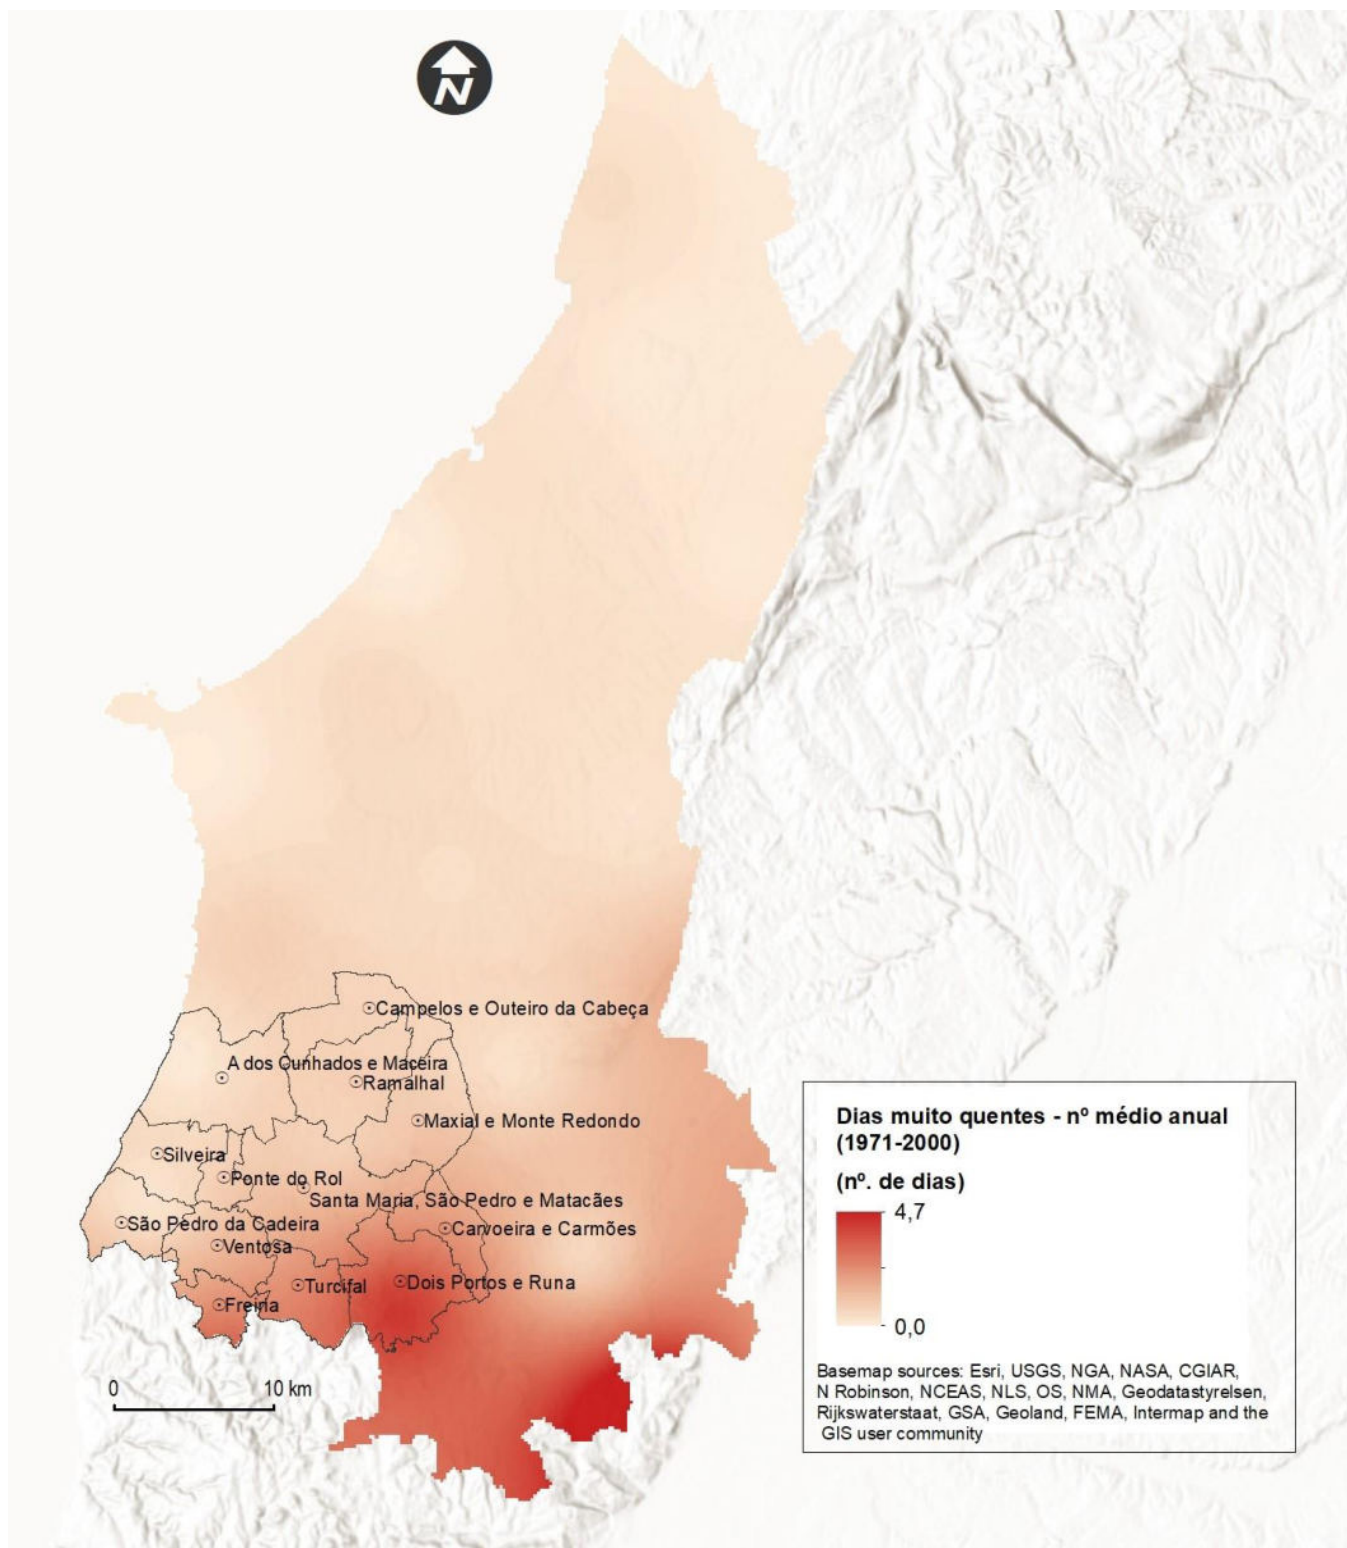 N
Campelos e Outeiro da Cabeça
A dos Cunhados e Maceira
Ramalhal
Maxial e Monte Redondo
Silveira
Ponte do Rol
Santa Maria, São Pedro e Matacães
São Pedro da Cadeira
Carvoeira e Carmões
Ventosa
Turcifal
Dois Portos e Runa
Freiria
0 10 km
Dias muito quentes - nº médio anual
(1971-2000)
(nº. de dias)
4,7
0,0
Basemap sources: Esri, USGS, NGA, NASA, CGIAR,
N Robinson, NCEAS, NLS, OS, NMA, Geodatastyrelsen,
Rijkswaterstaat, GSA, Geoland, FEMA, Intermap and the
GIS user community